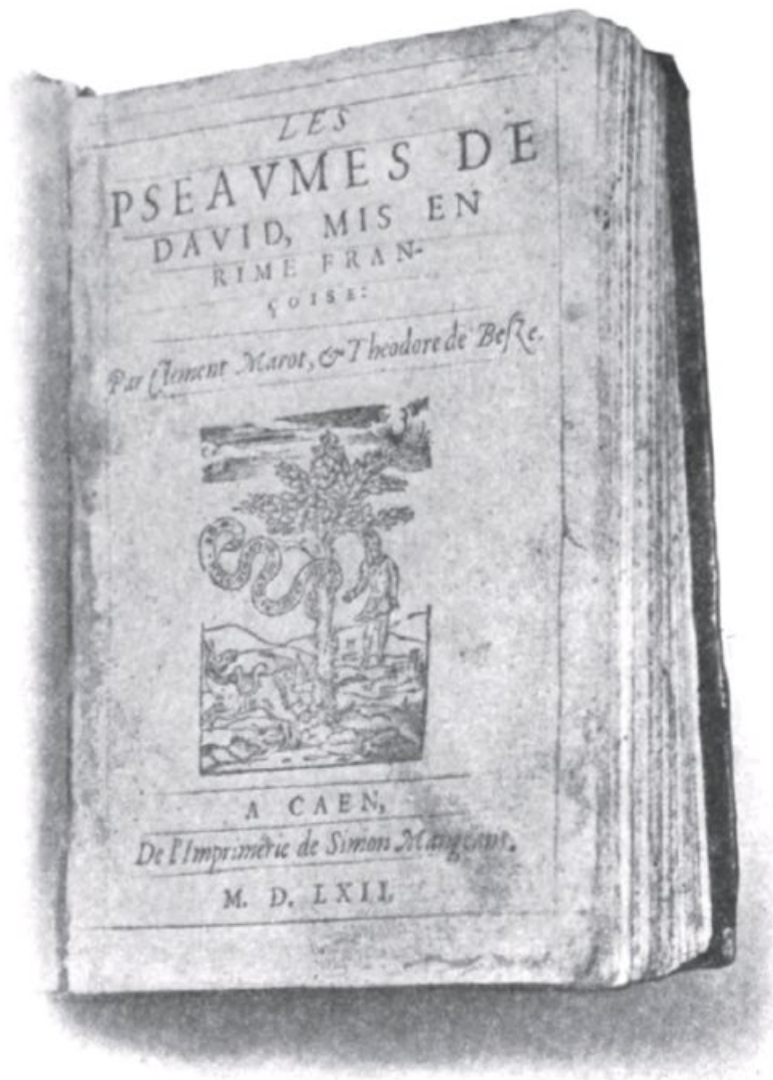 LES
PSEAVMES DE
DAVID, MIS EN
RIME FRAN-
ÇOISE:
Par Clement Marot, & Theodore de Besze.
A CAEN,
De l'Imprimerie de Simon Mangeant.
M. D. LXII.